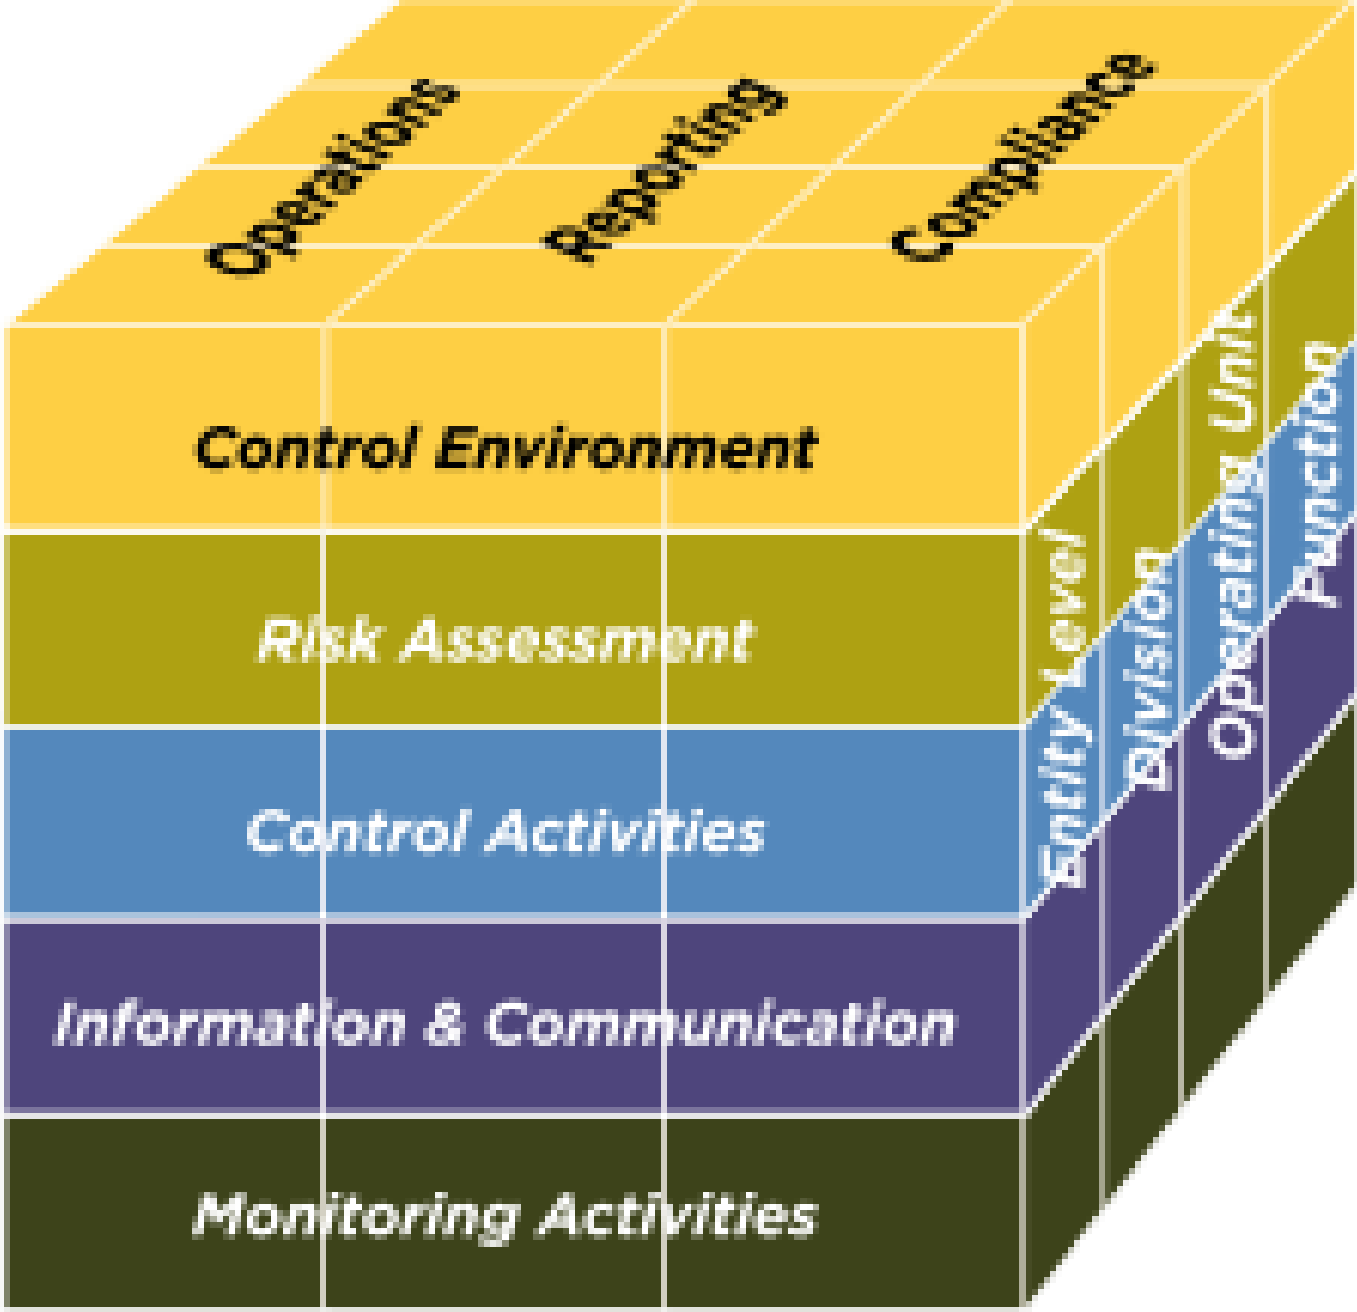 Operations
Reporting
Compliance
Control Environment
Risk Assessment
Control Activities
Information & Communication
Monitoring Activities
Entity Level
Division
Operating Unit
Function